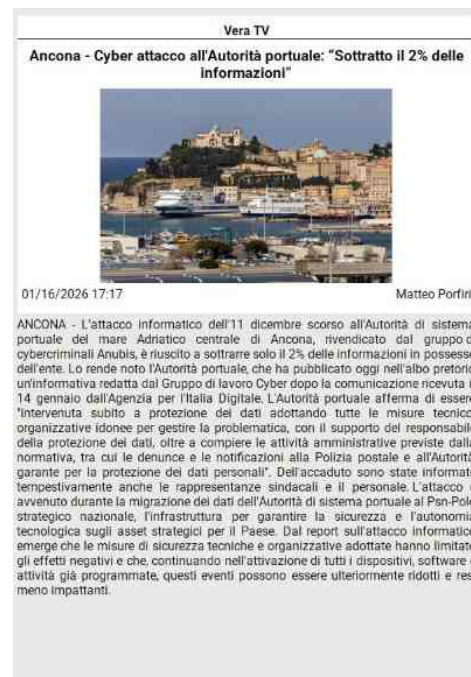 Vera TV
Ancona - Cyber attacco all'Autorità portuale: “Sottratto il 2% delle
informazioni”
01/16/2026 17:17
Matteo Porfiri
ANCONA - L'attacco informatico dell'11 dicembre scorso all'Autorità di sistema
portuale del mare Adriatico centrale di Ancona, rivendicato dal gruppo d
cybercriminali Anubis, è riuscito a sottrarre solo il 2% delle informazioni in possesso
dell'ente. Lo rende noto l'Autorità portuale, che ha pubblicato oggi nell'albo pretorio
un'informativa redatta dal Gruppo di lavoro Cyber dopo la comunicazione ricevuta i
14 gennaio dall'Agenzia per l'Italia Digitale. L'Autorità portuale afferma di essere
"intervenuta subito a protezione dei dati adottando tutte le misure tecnico
organizzative idonee per gestire la problematica, con il supporto del responsabile
della protezione dei dati, oltre a compiere le attività amministrative previste dalla
normativa, tra cui le denunce e le notificazioni alla Polizia postale e all'Autorità
garante per la protezione dei dati personali". Dell'accaduto sono state informate
tempestivamente anche le rappresentanze sindacali e il personale. L'attacco
avvenuto durante la migrazione dei dati dell'Autorità di sistema portuale al Psn-Polo
strategico nazionale, l'infrastruttura per garantire la sicurezza e l'autonomia
tecnologica sugli asset strategici per il Paese. Dal report sull'attacco informatico
emerge che le misure di sicurezza tecniche e organizzative adottate hanno limitato
gli effetti negativi e che, continuando nell'attivazione di tutti i dispositivi, software
attività già programmate, questi eventi possono essere ulteriormente ridotti e res
meno impattanti.